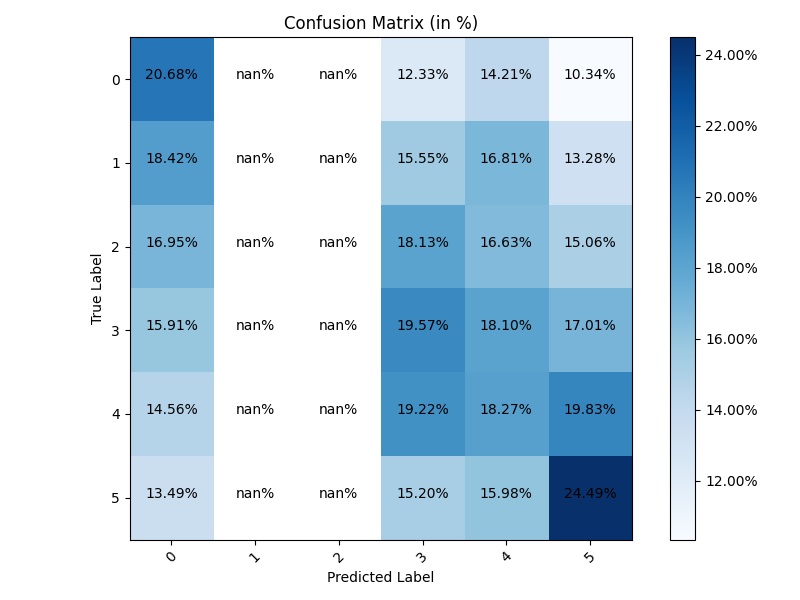 Confusion Matrix (in %)
True Label
0 20.68% nan% nan% 12.33% 14.21% 10.34%
1 18.42% nan% nan% 15.55% 16.81% 13.28%
2 16.95% nan% nan% 18.13% 16.63% 15.06%
3 15.91% nan% nan% 19.57% 18.10% 17.01%
4 14.56% nan% nan% 19.22% 18.27% 19.83%
5 13.49% nan% nan% 15.20% 15.98% 24.49%
0 1 2 3 4 5
Predicted Label
24.00%
22.00%
20.00%
18.00%
16.00%
14.00%
12.00%